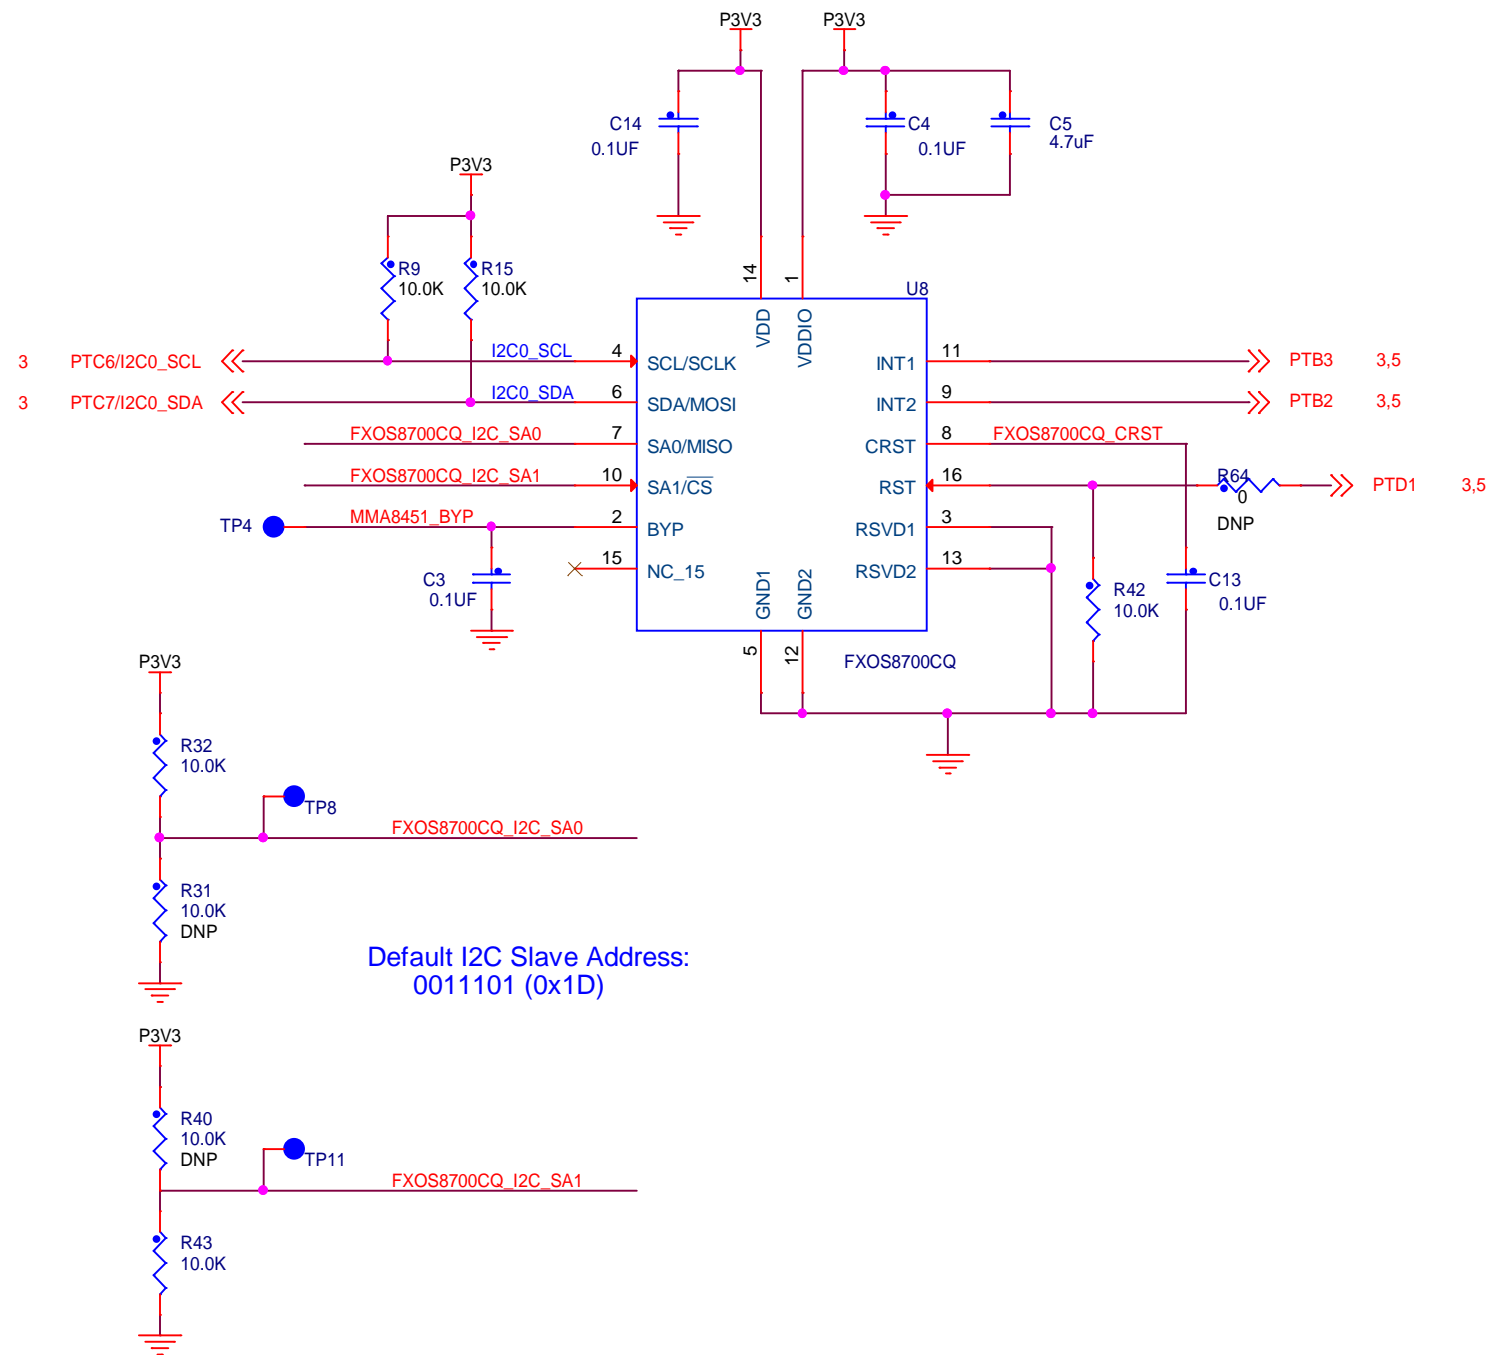 P3V3
P3V3
C14
0.1UF
C4
0.1UF
C5
4.7uF
P3V3
R9
10.0K
R15
10.0K
14
1
U8
VDD
VDDIO
3 PTC6/I2C0_SCL
I2C0_SCL
4
SCL/SCLK
INT1
11
PTB3 3,5
3 PTC7/I2C0_SDA
I2C0_SDA
6
SDA/MOSI
INT2
9
PTB2 3,5
FXOS8700CQ_I2C_SA0
7
SA0/MISO
CRST
8
FXOS8700CQ_CRST
FXOS8700CQ_I2C_SA1
10
SA1/CS
RST
16
R64
0
DNP
PTD1 3,5
TP4
MMA8451_BYP
2
BYP
RSVD1
3
15
NC_15
RSVD2
13
C3
0.1UF
GND1
GND2
R42
10.0K
C13
0.1UF
5
12
FXOS8700CQ
P3V3
R32
10.0K
TP8
FXOS8700CQ_I2C_SA0
R31
10.0K
DNP
Default I2C Slave Address:
0011101 (0x1D)
P3V3
R40
10.0K
DNP
TP11
FXOS8700CQ_I2C_SA1
R43
10.0K